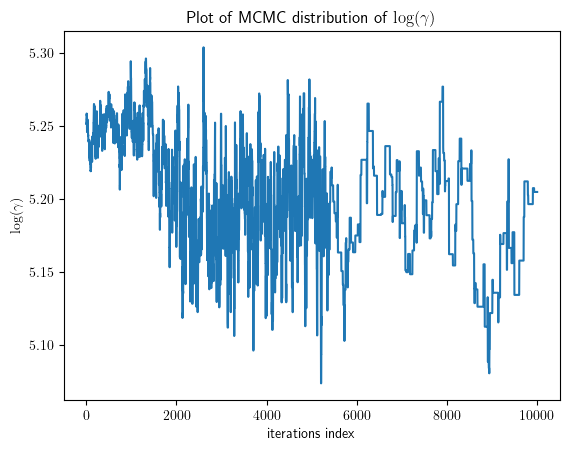 Plot of MCMC distribution of log(γ)
5.30
5.25
5.20
5.15
5.10
log(γ)
0 2000 4000 6000 8000 10000
iterations index